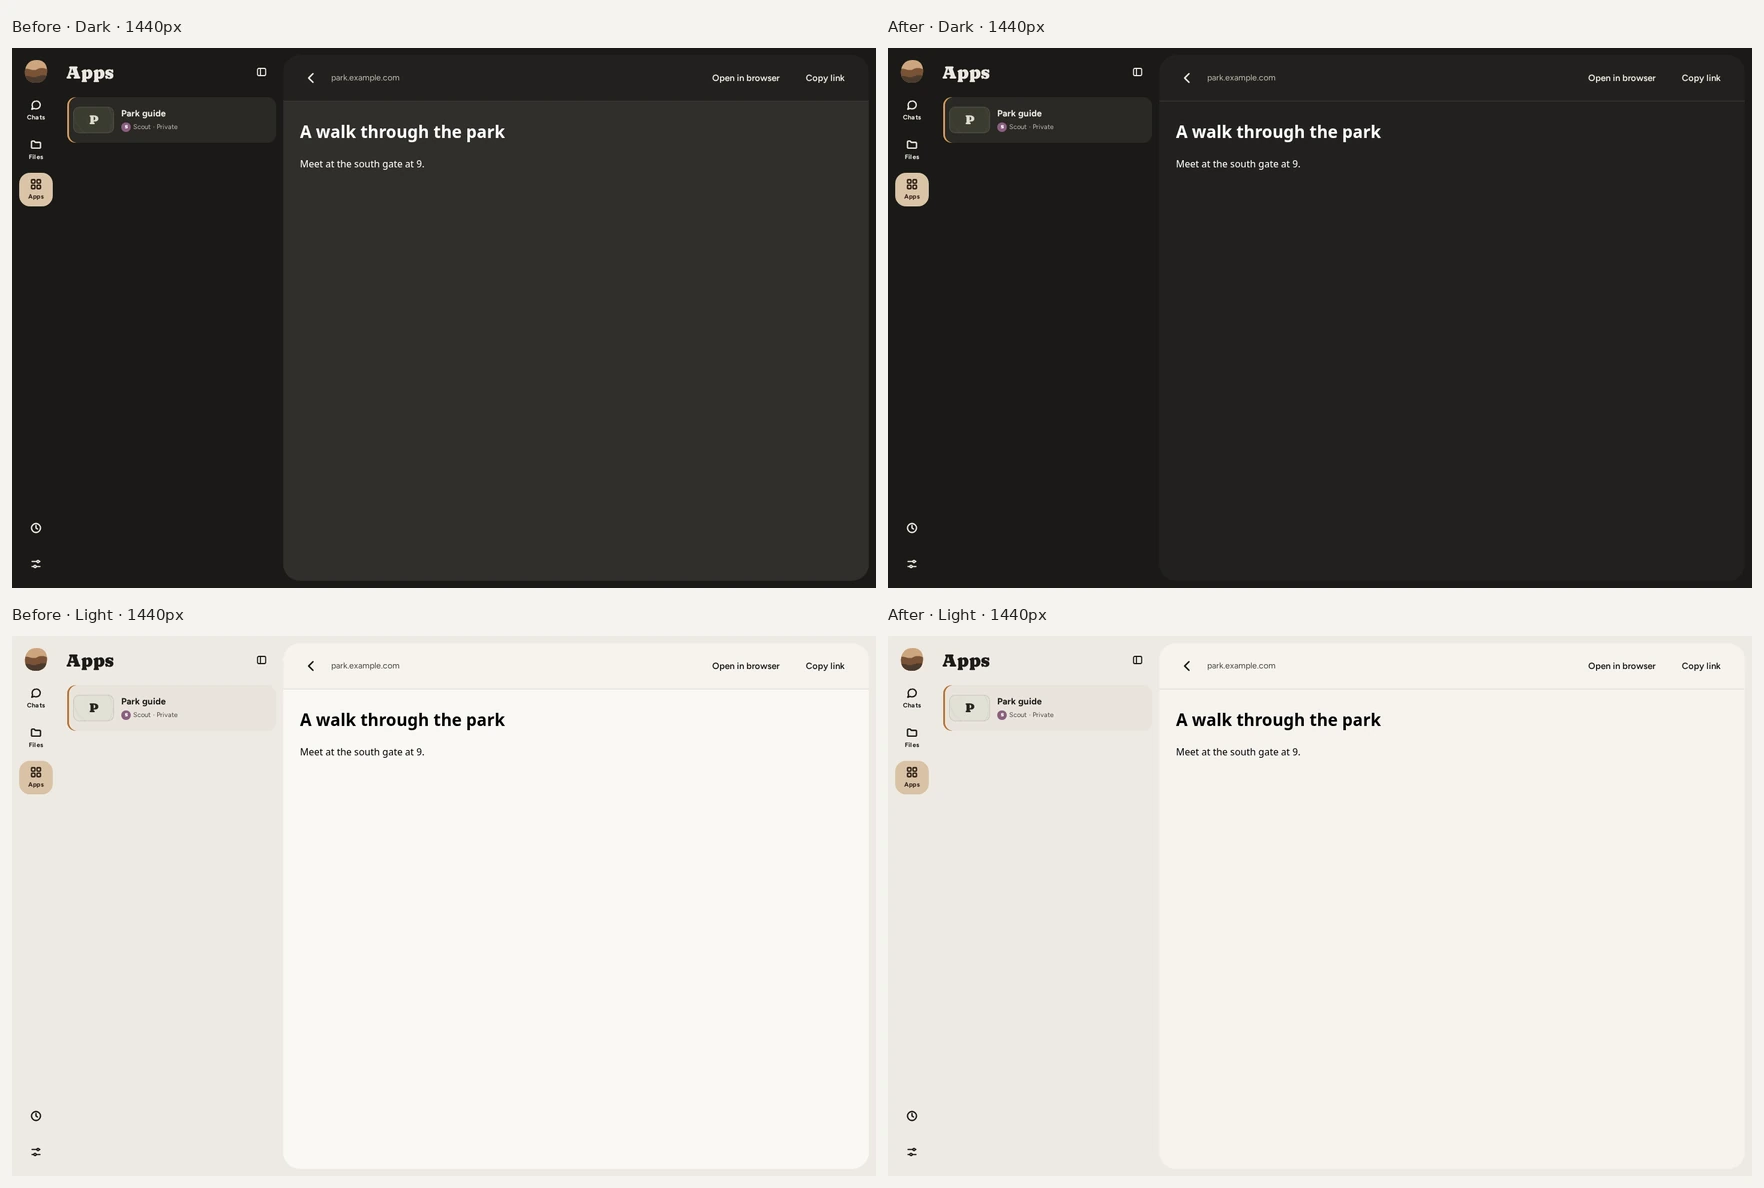 Before · Dark · 1440px
Apps
Chats
Files
Apps
P
Park guide
Scout · Private
park.example.com
Open in browser
Copy link
A walk through the park
Meet at the south gate at 9.
After · Dark · 1440px
Apps
Chats
Files
Apps
P
Park guide
Scout · Private
park.example.com
Open in browser
Copy link
A walk through the park
Meet at the south gate at 9.
Before · Light · 1440px
Apps
Chats
Files
Apps
P
Park guide
Scout · Private
park.example.com
Open in browser
Copy link
A walk through the park
Meet at the south gate at 9.
After · Light · 1440px
Apps
Chats
Files
Apps
P
Park guide
Scout · Private
park.example.com
Open in browser
Copy link
A walk through the park
Meet at the south gate at 9.